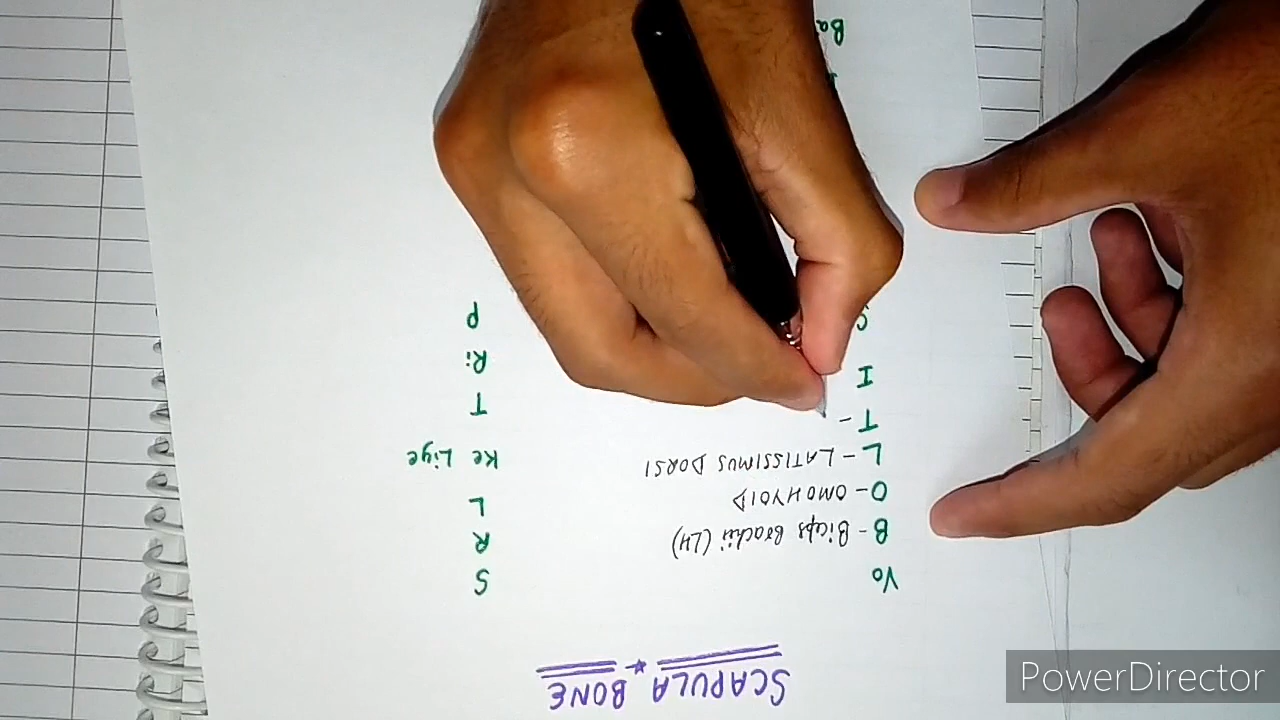 SCAPULA BONE
Vo
B - Biceps Brachii (LH)
O - OMOHYOID
L - LATISSIMUS DORSI
T -
I
S
R
L
Ke Liye
T
Ri
P
PowerDirector